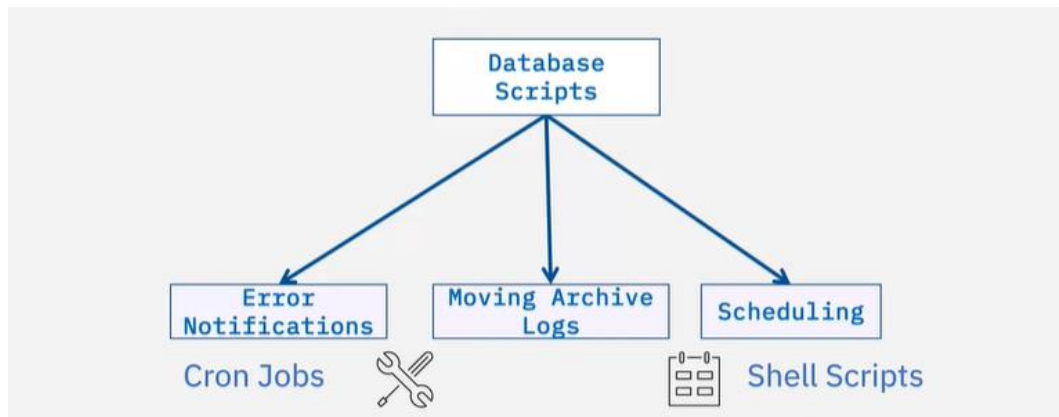 Database
Scripts
Error
Notifications
Moving Archive
Logs
Scheduling
Cron Jobs
Shell Scripts